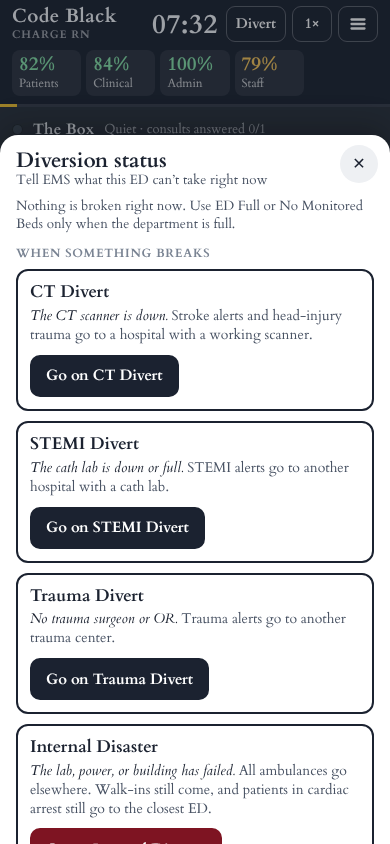 Code Black
CHARGE RN
07:32
Divert
1×
82%
Patients
84%
Clinical
100%
Admin
79%
Staff
The Box Quiet · consults answered 0/1
Diversion status
Tell EMS what this ED can't take right now
×
Nothing is broken right now. Use ED Full or No Monitored
Beds only when the department is full.
WHEN SOMETHING BREAKS
CT Divert
The CT scanner is down. Stroke alerts and head-injury
trauma go to a hospital with a working scanner.
Go on CT Divert
STEMI Divert
The cath lab is down or full. STEMI alerts go to another
hospital with a cath lab.
Go on STEMI Divert
Trauma Divert
No trauma surgeon or OR. Trauma alerts go to another
trauma center.
Go on Trauma Divert
Internal Disaster
The lab, power, or building has failed. All ambulances go
elsewhere. Walk-ins still come, and patients in cardiac
arrest still go to the closest ED.